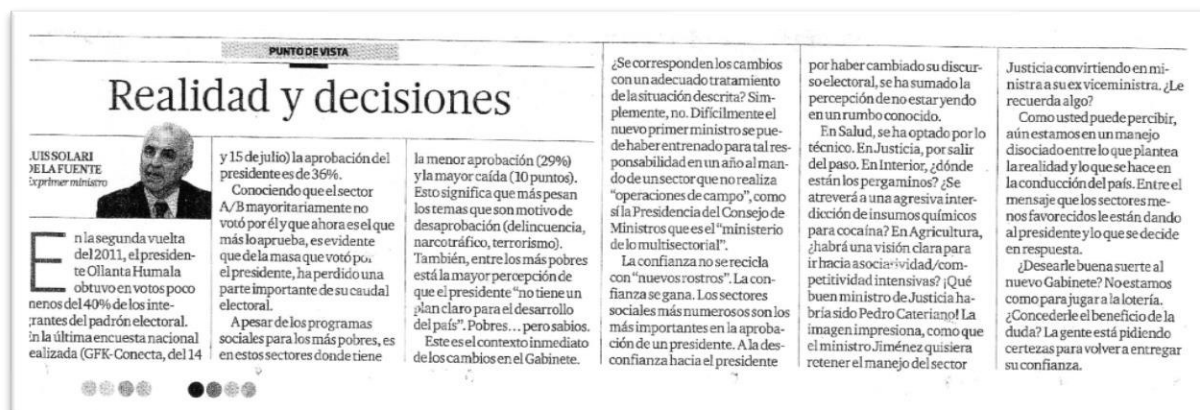 PUNTO DE VISTA
Realidad y decisiones
LUIS SOLARI
DE LA FUENTE
Exprimer ministro
En la segunda vuelta
del 2011, el presiden-
te Ollanta Humala
obtuvo en votos poco
menos del 40% de los inte-
grantes del padrón electoral.
En la última encuesta nacional
realizada (GFK-Conecta, del 14
y 15 de julio) la aprobación del
presidente es de 36%.
Conociendo que el sector
A/B mayoritariamente no
votó por él y que ahora es el que
más lo aprueba, es evidente
que de la masa que votó por
el presidente, ha perdido una
parte importante de su caudal
electoral.
A pesar de los programas
sociales para los más pobres, es
en estos sectores donde tiene
la menor aprobación (29%)
y la mayor caída (10 puntos).
Esto significa que más pesan
los temas que son motivo de
desaprobación (delincuencia,
narcotráfico, terrorismo).
También, entre los más pobres
está la mayor percepción de
que el presidente “no tiene un
plan claro para el desarrollo
del país”. Pobres… pero sabios.
Este es el contexto inmediato
de los cambios en el Gabinete.
¿Se corresponden los cambios
con un adecuado tratamiento
de la situación descrita? Sim-
plemente, no. Difícilmente el
nuevo primer ministro se pue-
de haber entrenado para tal res-
ponsabilidad en un año al man-
do de un sector que no realiza
“operaciones de campo”, como
sí la Presidencia del Consejo de
Ministros que es el “ministerio
de lo multisectorial”.
La confianza no se recicla
con “nuevos rostros”. La con-
fianza se gana. Los sectores
sociales más numerosos son los
más importantes en la aproba-
ción de un presidente. A la des-
confianza hacia el presidente
por haber cambiado su discur-
so electoral, se ha sumado la
percepción de no estar yendo
en un rumbo conocido.
En Salud, se ha optado por lo
técnico. En Justicia, por salir
del paso. En Interior, ¿dónde
están los pergaminos? ¿Se
atreverá a una agresiva inter-
dicción de insumos químicos
para cocaína? En Agricultura,
¿habrá una visión clara para
ir hacia asociatividad/com-
petitividad intensivas? ¡Qué
buen ministro de Justicia ha-
bría sido Pedro Cateriano! La
imagen impresiona, como que
el ministro Jiménez quisiera
retener el manejo del sector
Justicia convirtiendo en mi-
nistra a su ex viceministra. ¿Le
recuerda algo?
Como usted puede percibir,
aún estamos en un manejo
disociado entre lo que plantea
la realidad y lo que se hace en
la conducción del país. Entre el
mensaje que los sectores me-
nos favorecidos le están dando
al presidente y lo que se decide
en respuesta.
¿Desearle buena suerte al
nuevo Gabinete? No estamos
como para jugar a la lotería.
¿Concederle el beneficio de la
duda? La gente está pidiendo
certezas para volver a entregar
su confianza.